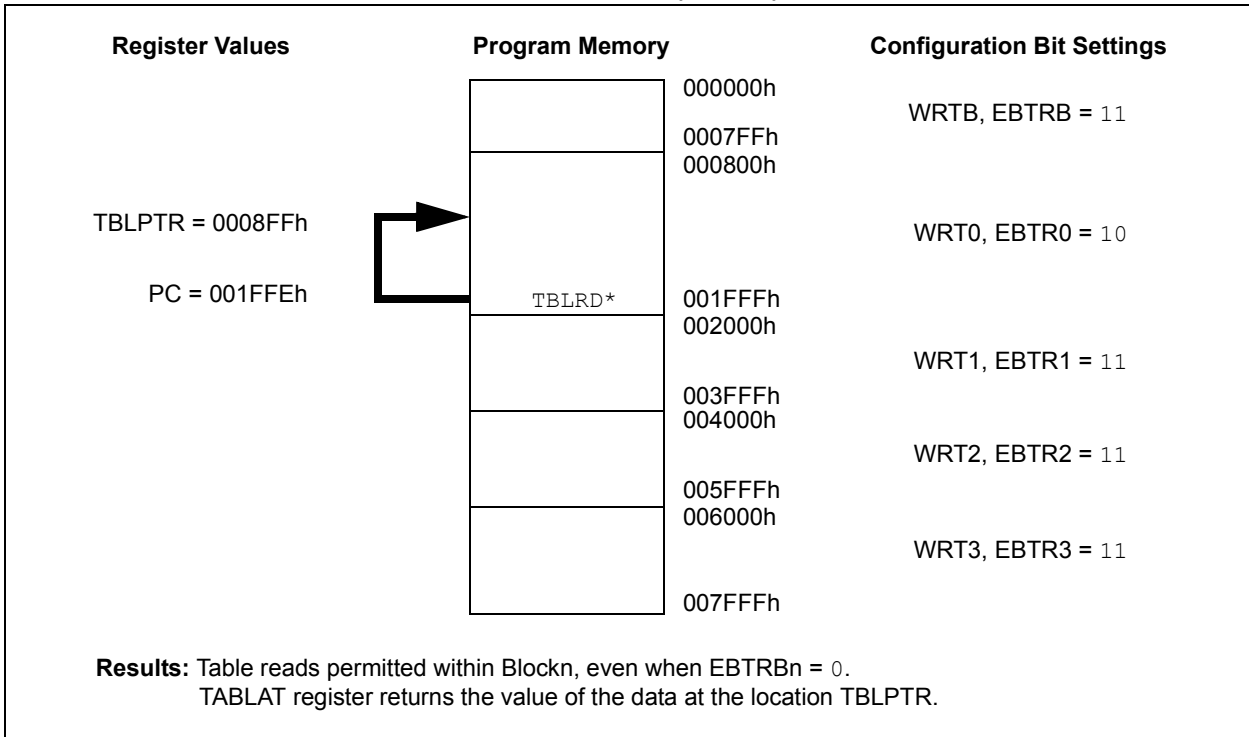 Register Values Program Memory Configuration Bit Settings
000000h
WRTB, EBTRB = 11
0007FFh
000800h
TBLPTR = 0008FFh
WRT0, EBTR0 = 10
PC = 001FFEh
TBLRD* 001FFFh
002000h
WRT1, EBTR1 = 11
003FFFh
004000h
WRT2, EBTR2 = 11
005FFFh
006000h
WRT3, EBTR3 = 11
007FFFh
Results: Table reads permitted within Blockn, even when EBTRBn = 0.
TABLAT register returns the value of the data at the location TBLPTR.